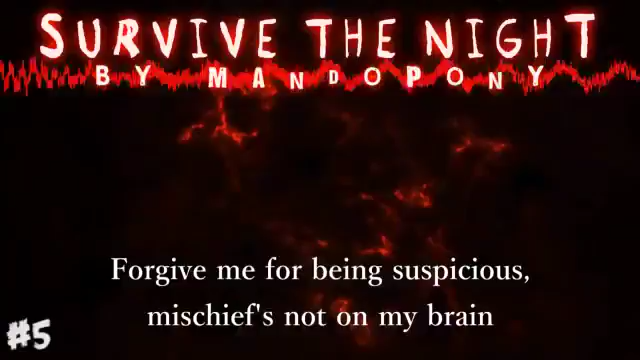 SURVIVE THE NIGHT
BY MANDOPONY
Forgive me for being suspicious,
mischief's not on my brain
#5